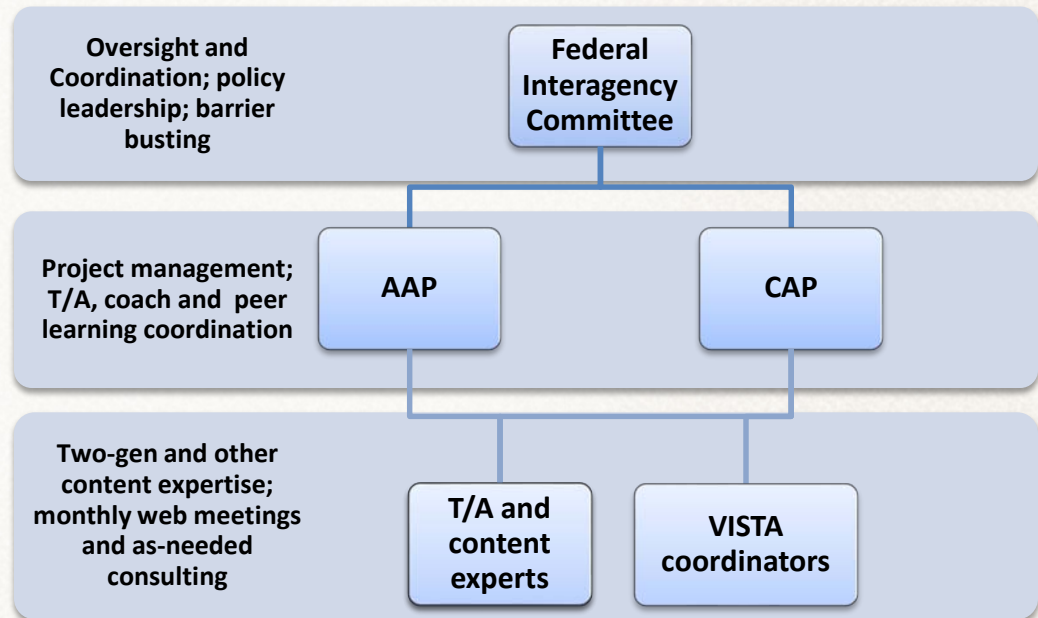 Oversight and
Coordination; policy
leadership; barrier
busting
Federal
Interagency
Committee
Project management;
T/A, coach and peer
learning coordination
AAP
CAP
Two-gen and other
content expertise;
monthly web meetings
and as-needed
consulting
T/A and
content
experts
VISTA
coordinators